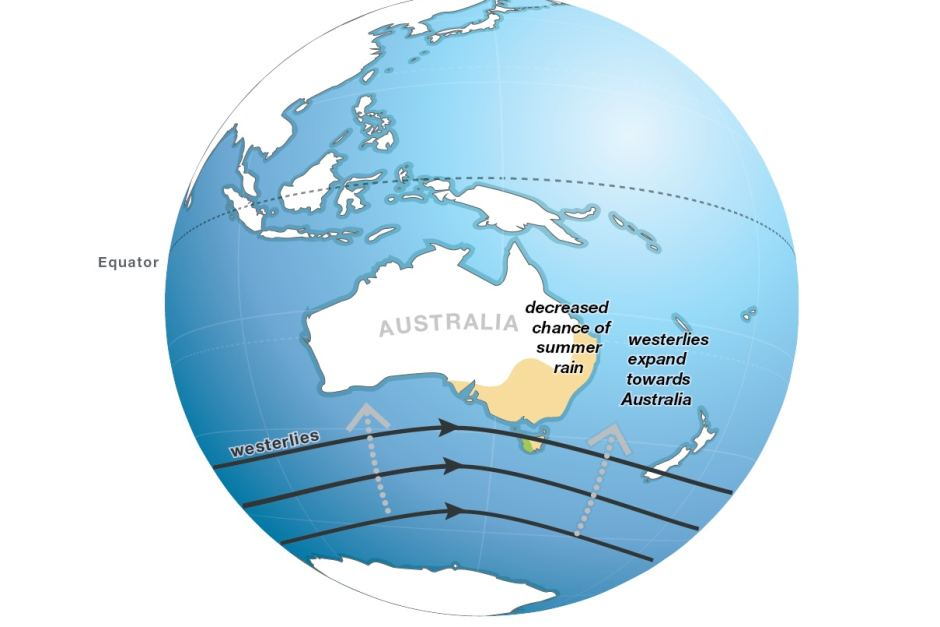 Equator
AUSTRALIA
decreased
chance of
summer
rain
westerlies
expand
towards
Australia
westerlies